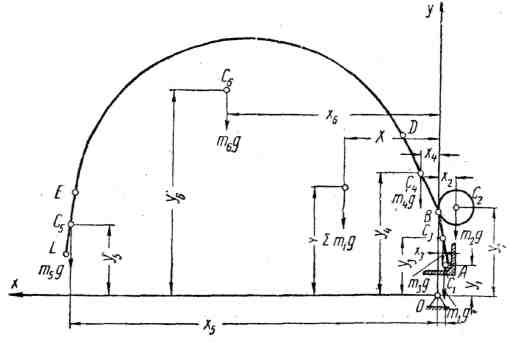 y
C₆
x₆
m₆g
D
X
x₄
x₂
C₄
C₂
m₄g
E
C₅
y₆
y₄
B
Y
Σ mᵢg
C₃
m₂g
L
y₅
y₃
x₃
y₂
m₅g
m₃g
A
C₁
y₁
x
O
x₅
m₁g